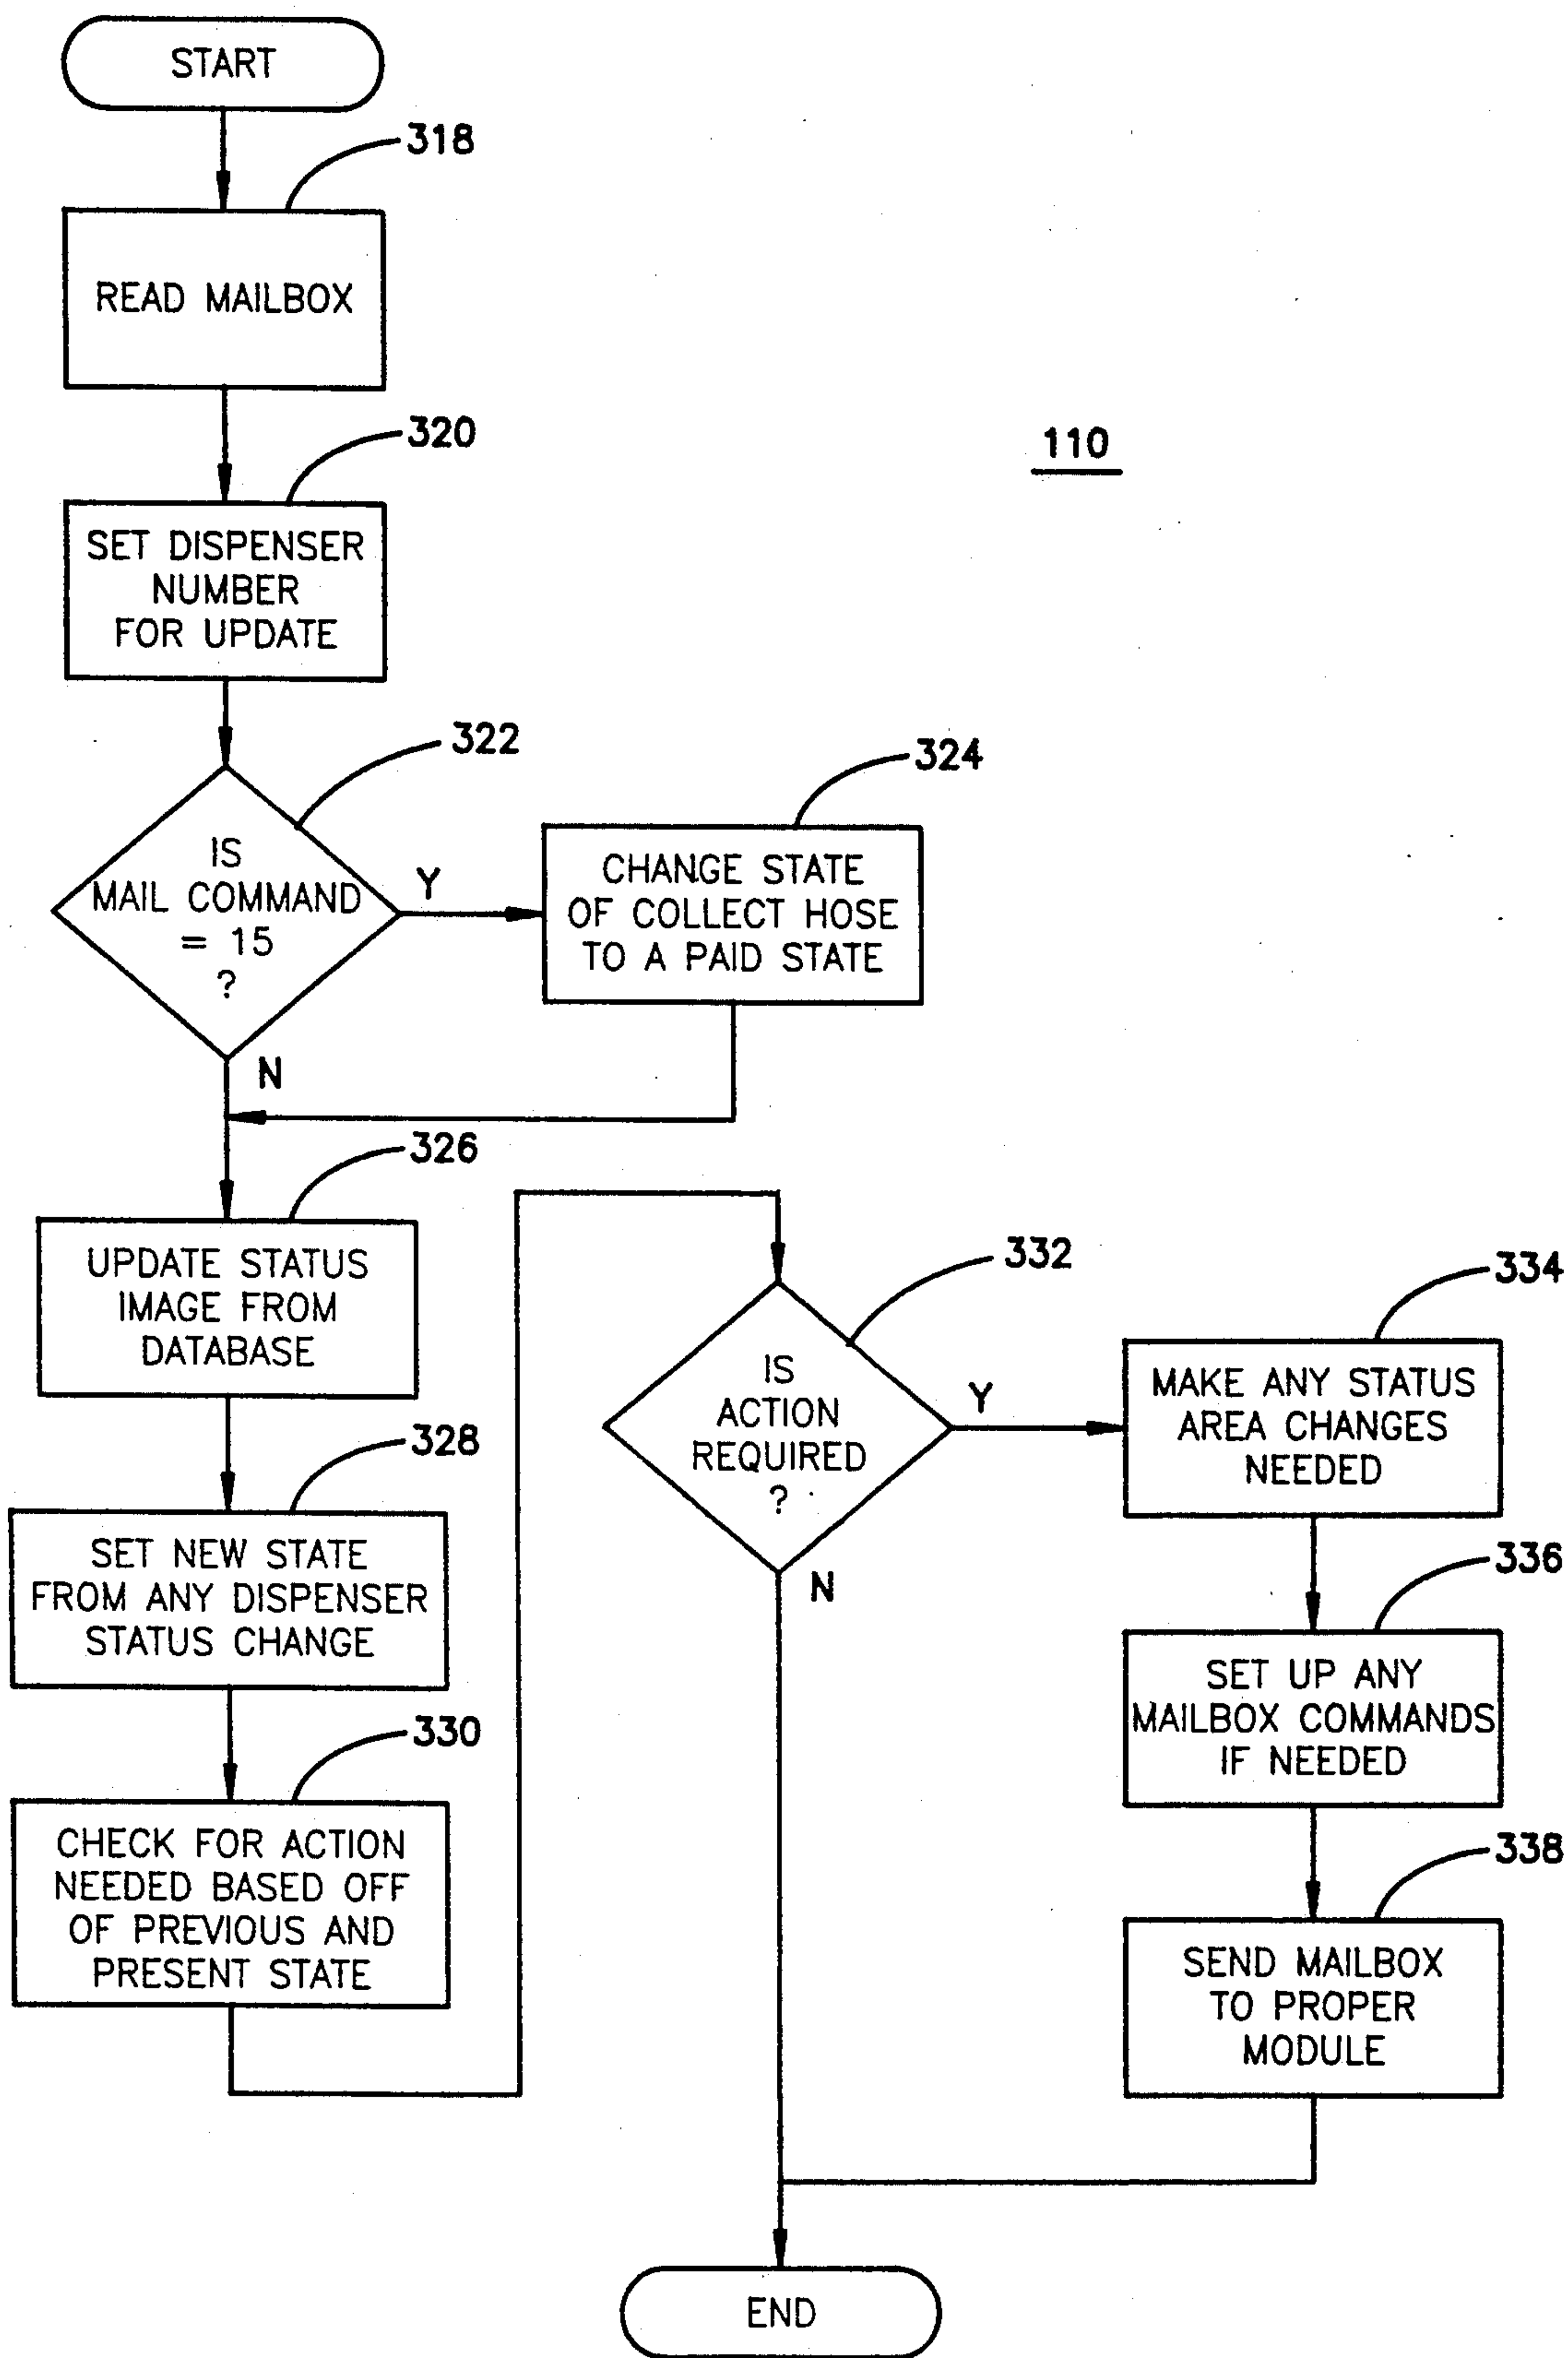 START
318
READ MAILBOX
320
110
SET DISPENSER
NUMBER
FOR UPDATE
322
324
IS
MAIL COMMAND
= 15
?
Y
N
CHANGE STATE
OF COLLECT HOSE
TO A PAID STATE
326
UPDATE STATUS
IMAGE FROM
DATABASE
328
SET NEW STATE
FROM ANY DISPENSER
STATUS CHANGE
330
CHECK FOR ACTION
NEEDED BASED OFF
OF PREVIOUS AND
PRESENT STATE
332
IS
ACTION
REQUIRED
?
Y
N
334
MAKE ANY STATUS
AREA CHANGES
NEEDED
336
SET UP ANY
MAILBOX COMMANDS
IF NEEDED
338
SEND MAILBOX
TO PROPER
MODULE
END